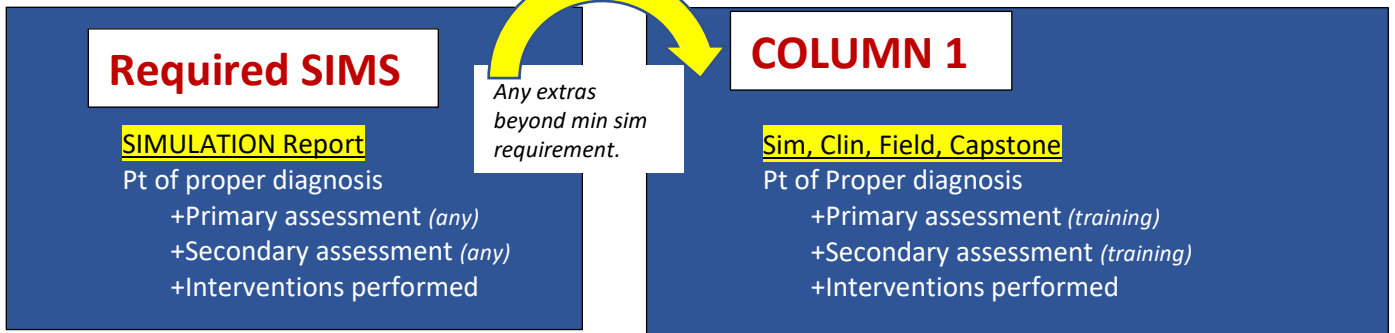 Required SIMS
SIMULATION Report
Pt of proper diagnosis
+Primary assessment (any)
+Secondary assessment (any)
+Interventions performed
Any extras
beyond min sim
requirement.
COLUMN 1
Sim, Clin, Field, Capstone
Pt of Proper diagnosis
+Primary assessment (training)
+Secondary assessment (training)
+Interventions performed